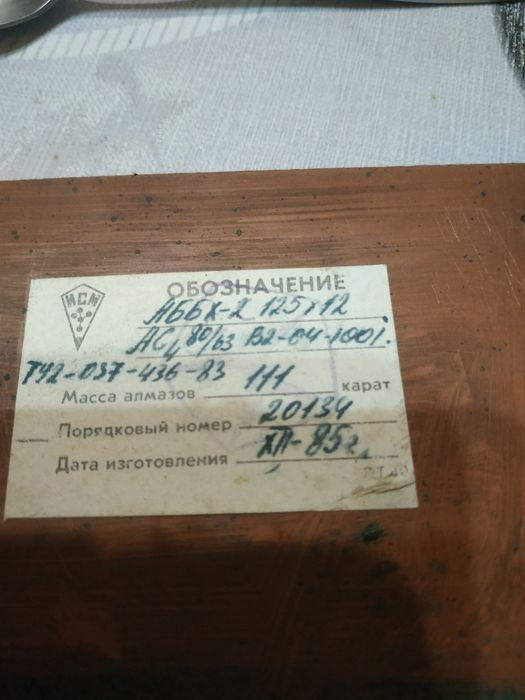 ИСМ
ОБОЗНАЧЕНИЕ
АББК-2 125х12
АС4 80/63 В2-04-100%
ТУ2-037-436-83 111
Масса алмазов карат
Порядковый номер 20134
Дата изготовления XII-85г.